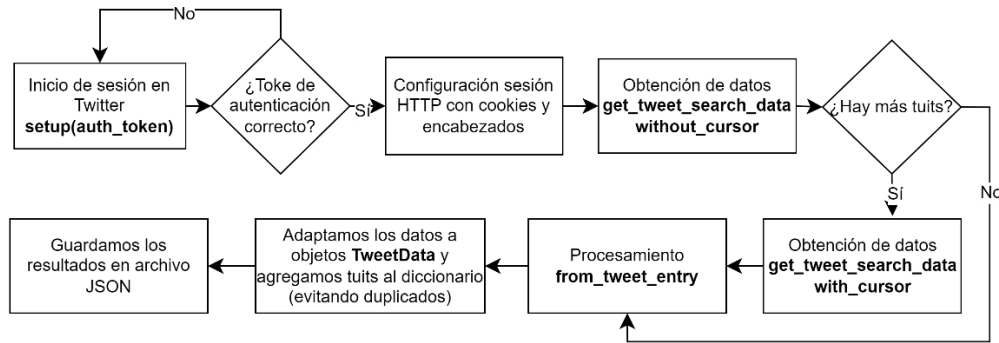 No
Inicio de sesión en
Twitter
setup(auth_token)
¿Toke de
autenticación
correcto?
Sí
Configuración sesión
HTTP con cookies y
encabezados
Obtención de datos
get_tweet_search_data
without_cursor
¿Hay más tuits?
Sí
No
Obtención de datos
get_tweet_search_data
with_cursor
Procesamiento
from_tweet_entry
Adaptamos los datos a
objetos TweetData y
agregamos tuits al diccionario
(evitando duplicados)
Guardamos los
resultados en archivo
JSON